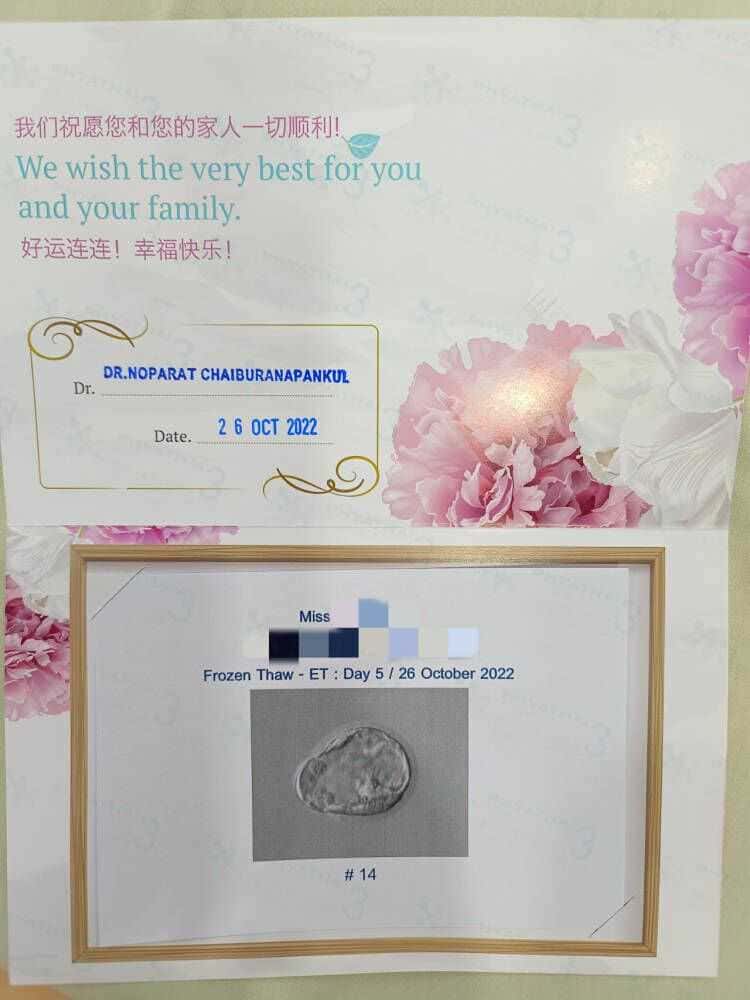 我们祝愿您和您的家人一切顺利!
We wish the very best for you
and your family.
好运连连！幸福快乐！
Dr. DR.NOPARAT CHAIBURANAPANKUL
Date. 26 OCT 2022
Miss
Frozen Thaw - ET : Day 5 / 26 October 2022
# 14